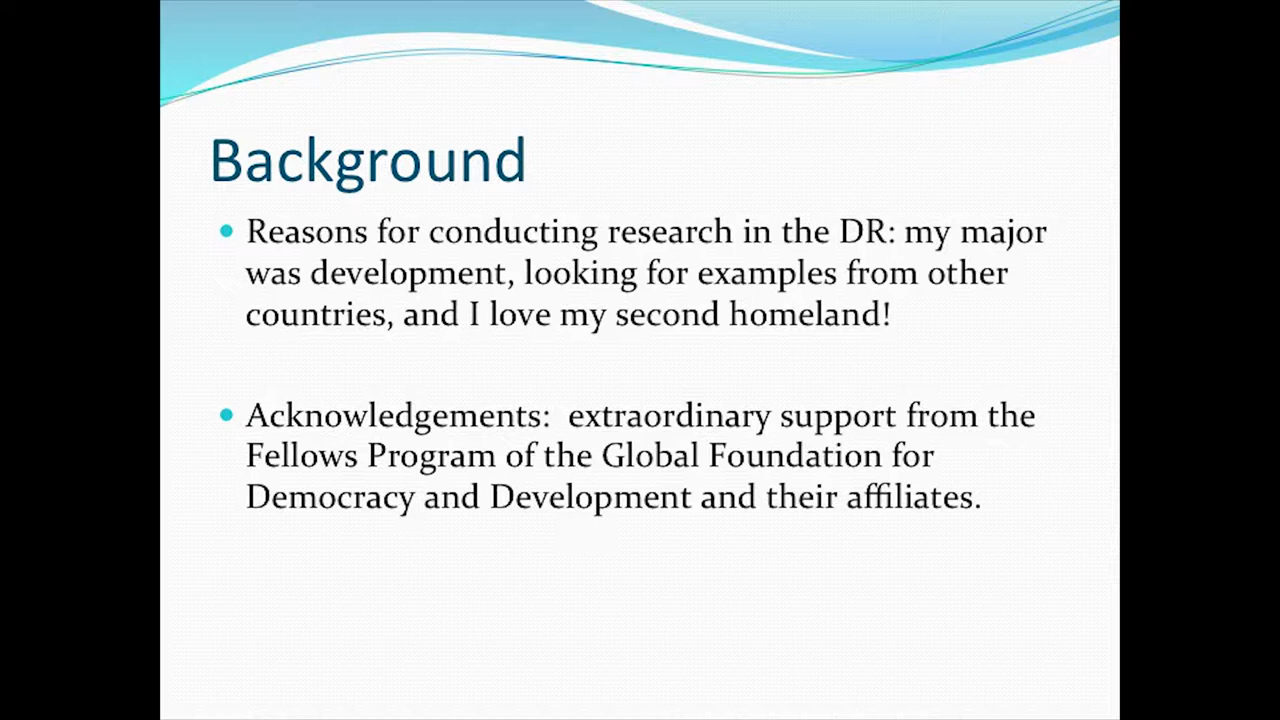 Background
• Reasons for conducting research in the DR: my major
was development, looking for examples from other
countries, and I love my second homeland!
• Acknowledgements:  extraordinary support from the
Fellows Program of the Global Foundation for
Democracy and Development and their affiliates.